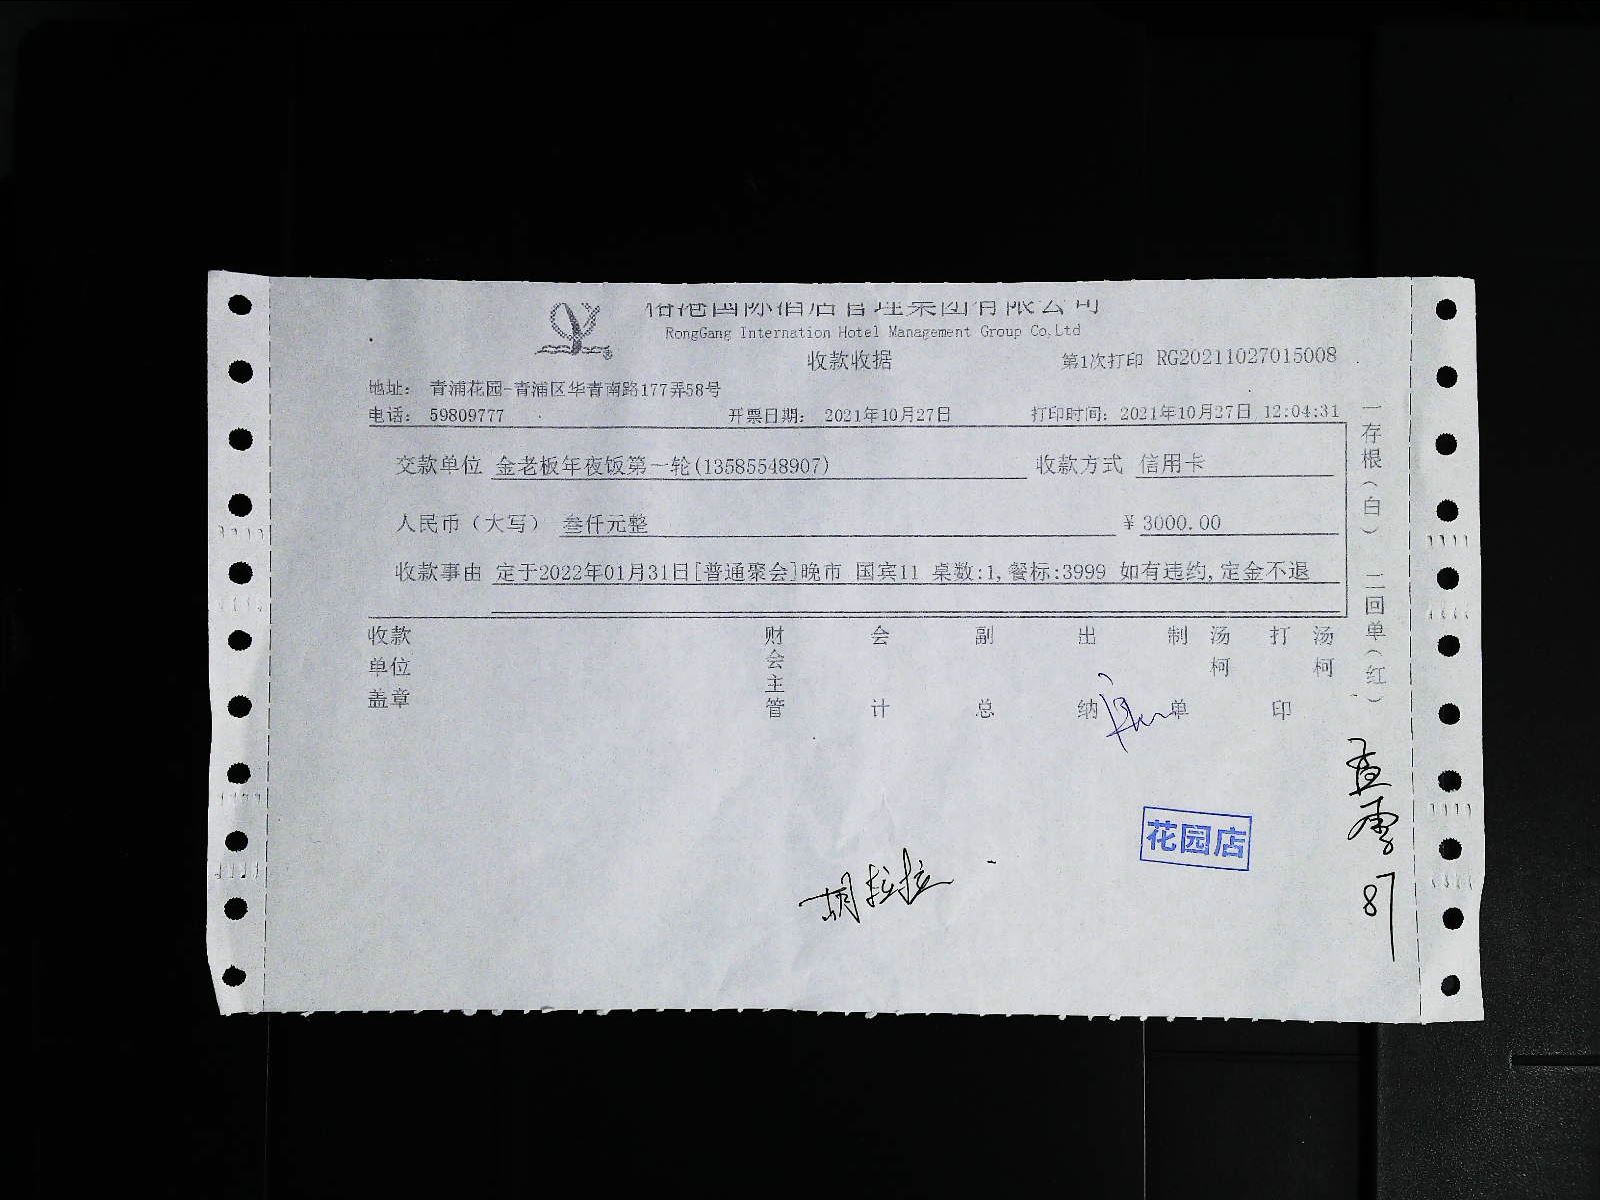 港国际酒店管理集团有限公司
RongGang Internation Hotel Management Group Co,Ltd
收款收据
第1次打印 RG20211027015008
地址： 青浦花园-青浦区华青南路177弄58号
电话： 59809777 开票日期： 2021年10月27日 打印时间：2021年10月27日 12:04:31
交款单位 金老板年夜饭第一轮(13585548907) 收款方式 信用卡
人民币（大写） 叁仟元整 ¥ 3000.00
收款事由 定于2022年01月31日[普通聚会]晚市 国宾11 桌数:1,餐标:3999 如有违约,定金不退
收款单位盖章 财会主管 会计 副总 出纳 制单 汤柯 打印 汤柯
一存根（白） 二回单（红）
花园店
胡拉拉
87